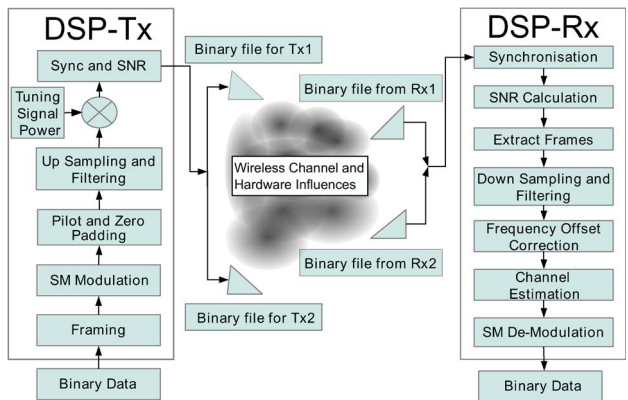 DSP-Tx
Sync and SNR
Tuning
Signal
Power
Up Sampling and
Filtering
Pilot and Zero
Padding
SM Modulation
Framing
Binary Data
Binary file for Tx1
Binary file from Rx1
Wireless Channel and
Hardware Influences
Binary file from Rx2
Binary file for Tx2
DSP-Rx
Synchronisation
SNR Calculation
Extract Frames
Down Sampling and
Filtering
Frequency Offset
Correction
Channel
Estimation
SM De-Modulation
Binary Data